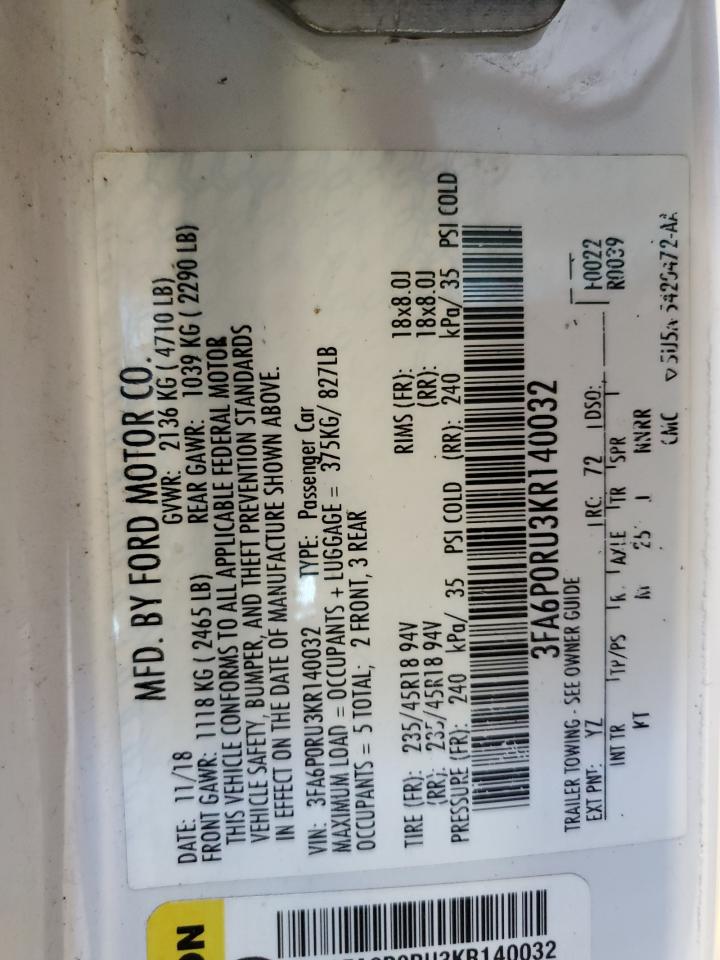 MFD. BY FORD MOTOR CO.
DATE: 11/18 GVWR: 2136 KG ( 4710 LB)
FRONT GAWR: 1118 KG ( 2465 LB) REAR GAWR: 1039 KG ( 2290 LB)
THIS VEHICLE CONFORMS TO ALL APPLICABLE FEDERAL MOTOR
VEHICLE SAFETY, BUMPER, AND THEFT PREVENTION STANDARDS
IN EFFECT ON THE DATE OF MANUFACTURE SHOWN ABOVE.
VIN: 3FA6P0RU3KR140032 TYPE: Passenger Car
MAXIMUM LOAD = OCCUPANTS + LUGGAGE = 375KG/ 827LB
OCCUPANTS = 5 TOTAL; 2 FRONT, 3 REAR
TIRE (FR): 235/45R18 94V RIMS (FR): 18x8.0J
(RR): 235/45R18 94V (RR): 18x8.0J
PRESSURE (FR): 240 kPa/ 35 PSI COLD (RR): 240 kPa/ 35 PSI COLD
3FA6P0RU3KR140032
TRAILER TOWING - SEE OWNER GUIDE
EXT PNT: YZ RC: 72 DSO: F0022
INT TR TP/PS R AXLE TR SPR R0039
25 J